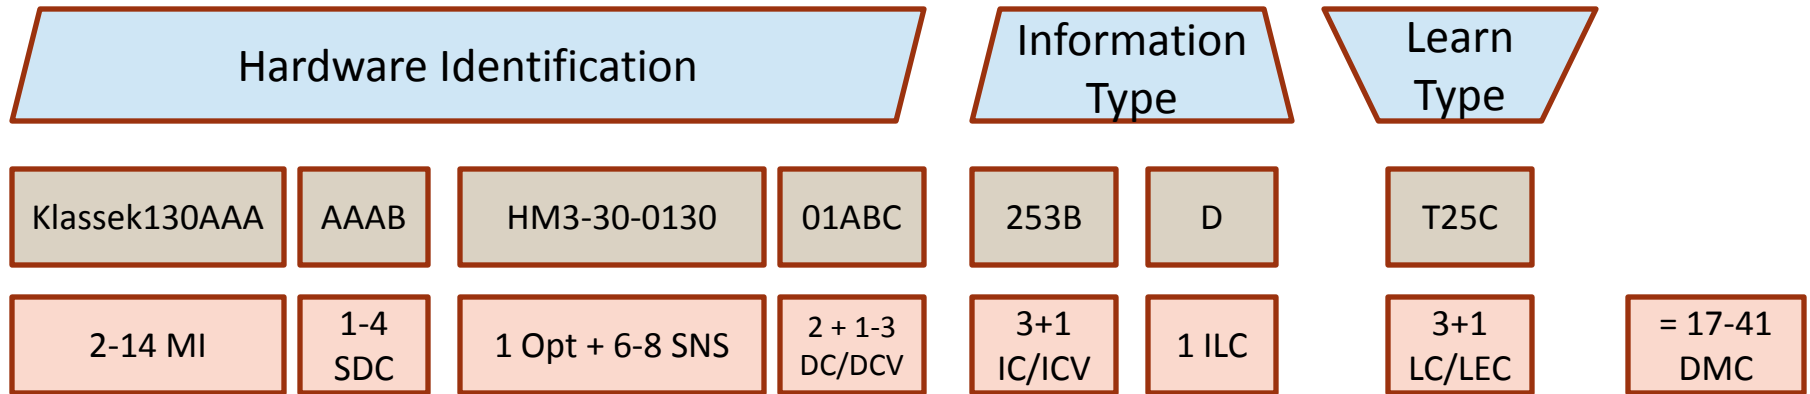 Hardware Identification
Information
Type
Learn
Type
Klassek130AAA
AAAB
HM3-30-0130
01ABC
253B
D
T25C
2-14 MI
1-4
SDC
1 Opt + 6-8 SNS
2 + 1-3
DC/DCV
3+1
IC/ICV
1 ILC
3+1
LC/LEC
= 17-41
DMC